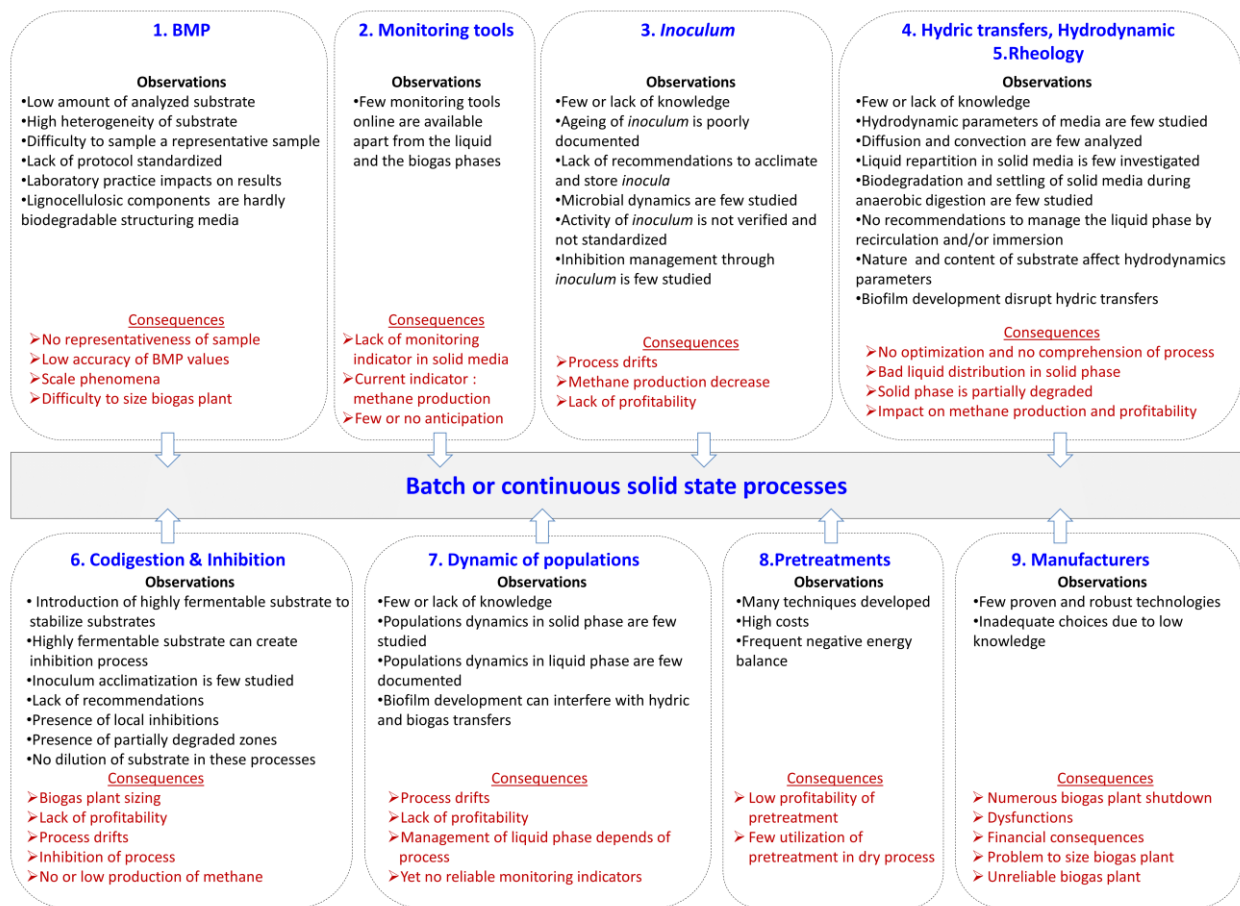 1. BMP
Observations
•Low amount of analyzed substrate
•High heterogeneity of substrate
•Difficulty to sample a representative sample
•Lack of protocol standardized
•Laboratory practice impacts on results
•Lignocellulosic components are hardly
biodegradable structuring media
Consequences
➢No representativeness of sample
➢Low accuracy of BMP values
➢Scale phenomena
➢Difficulty to size biogas plant
2. Monitoring tools
Observations
•Few monitoring tools
online are available
apart from the liquid
and the biogas phases
Consequences
➢Lack of monitoring
indicator in solid media
➢Current indicator :
methane production
➢Few or no anticipation
3. Inoculum
Observations
•Few or lack of knowledge
•Ageing of inoculum is poorly
documented
•Lack of recommendations to acclimate
and store inocula
•Microbial dynamics are few studied
•Activity of inoculum is not verified and
not standardized
•Inhibition management through
inoculum is few studied
Consequences
➢Process drifts
➢Methane production decrease
➢Lack of profitability
4. Hydric transfers, Hydrodynamic
5.Rheology
Observations
•Few or lack of knowledge
•Hydrodynamic parameters of media are few studied
•Diffusion and convection are few analyzed
•Liquid repartition in solid media is few investigated
•Biodegradation and settling of solid media during
anaerobic digestion are few studied
•No recommendations to manage the liquid phase by
recirculation and/or immersion
•Nature and content of substrate affect hydrodynamics
parameters
•Biofilm development disrupt hydric transfers
Consequences
➢No optimization and no comprehension of process
➢Bad liquid distribution in solid phase
➢Solid phase is partially degraded
➢Impact on methane production and profitability
Batch or continuous solid state processes
6. Codigestion & Inhibition
Observations
• Introduction of highly fermentable substrate to
stabilize substrates
•Highly fermentable substrate can create
inhibition process
•Inoculum acclimatization is few studied
•Lack of recommendations
•Presence of local inhibitions
•Presence of partially degraded zones
•No dilution of substrate in these processes
Consequences
➢Biogas plant sizing
➢Lack of profitability
➢Process drifts
➢Inhibition of process
➢No or low production of methane
7. Dynamic of populations
Observations
•Few or lack of knowledge
•Populations dynamics in solid phase are few
studied
•Populations dynamics in liquid phase are few
documented
•Biofilm development can interfere with hydric
and biogas transfers
Consequences
➢Process drifts
➢Lack of profitability
➢Management of liquid phase depends of
process
➢Yet no reliable monitoring indicators
8.Pretreatments
Observations
•Many techniques developed
•High costs
•Frequent negative energy
balance
Consequences
➢Low profitability of
pretreatment
➢Few utilization of
pretreatment in dry process
9. Manufacturers
Observations
•Few proven and robust technologies
•Inadequate choices due to low
knowledge
Consequences
➢Numerous biogas plant shutdown
➢Dysfunctions
➢Financial consequences
➢Problem to size biogas plant
➢Unreliable biogas plant